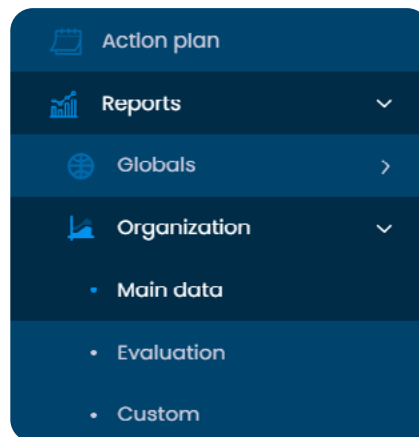 Action plan
Reports
Globals
Organization
Main data
Evaluation
Custom